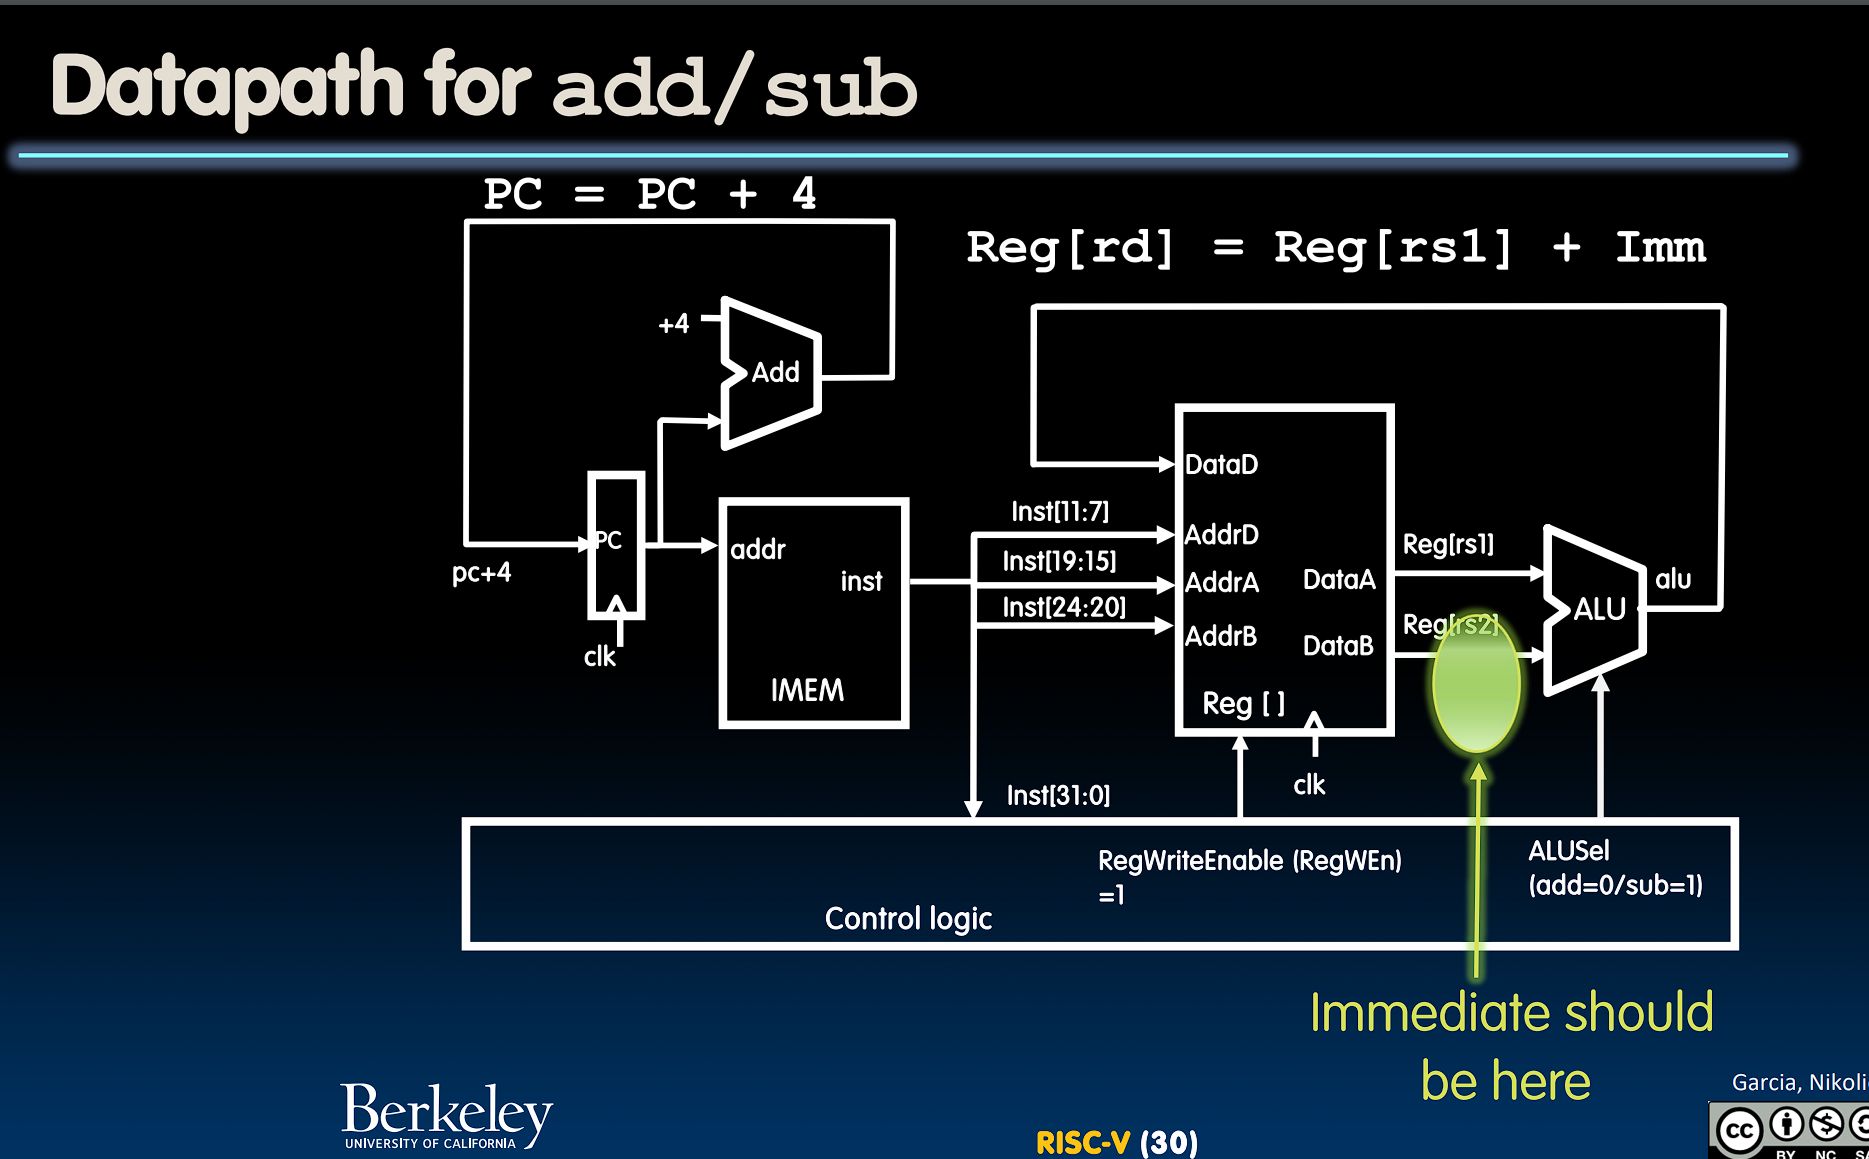 Datapath for add/sub
PC = PC + 4
Reg[rd] = Reg[rs1] + Imm
+4
Add
DataD
Inst[11:7]
AddrD
PC
addr
Inst[19:15]
Reg[rs1]
pc+4
inst
AddrA
DataA
alu
Inst[24:20]
ALU
Reg[rs2]
AddrB
DataB
clk
IMEM
Reg [ ]
clk
Inst[31:0]
RegWriteEnable (RegWEn)
=1
ALUSel
(add=0/sub=1)
Control logic
Immediate should
be here
Berkeley
UNIVERSITY OF CALIFORNIA
RISC-V (30)
Garcia,
cc
BY NC